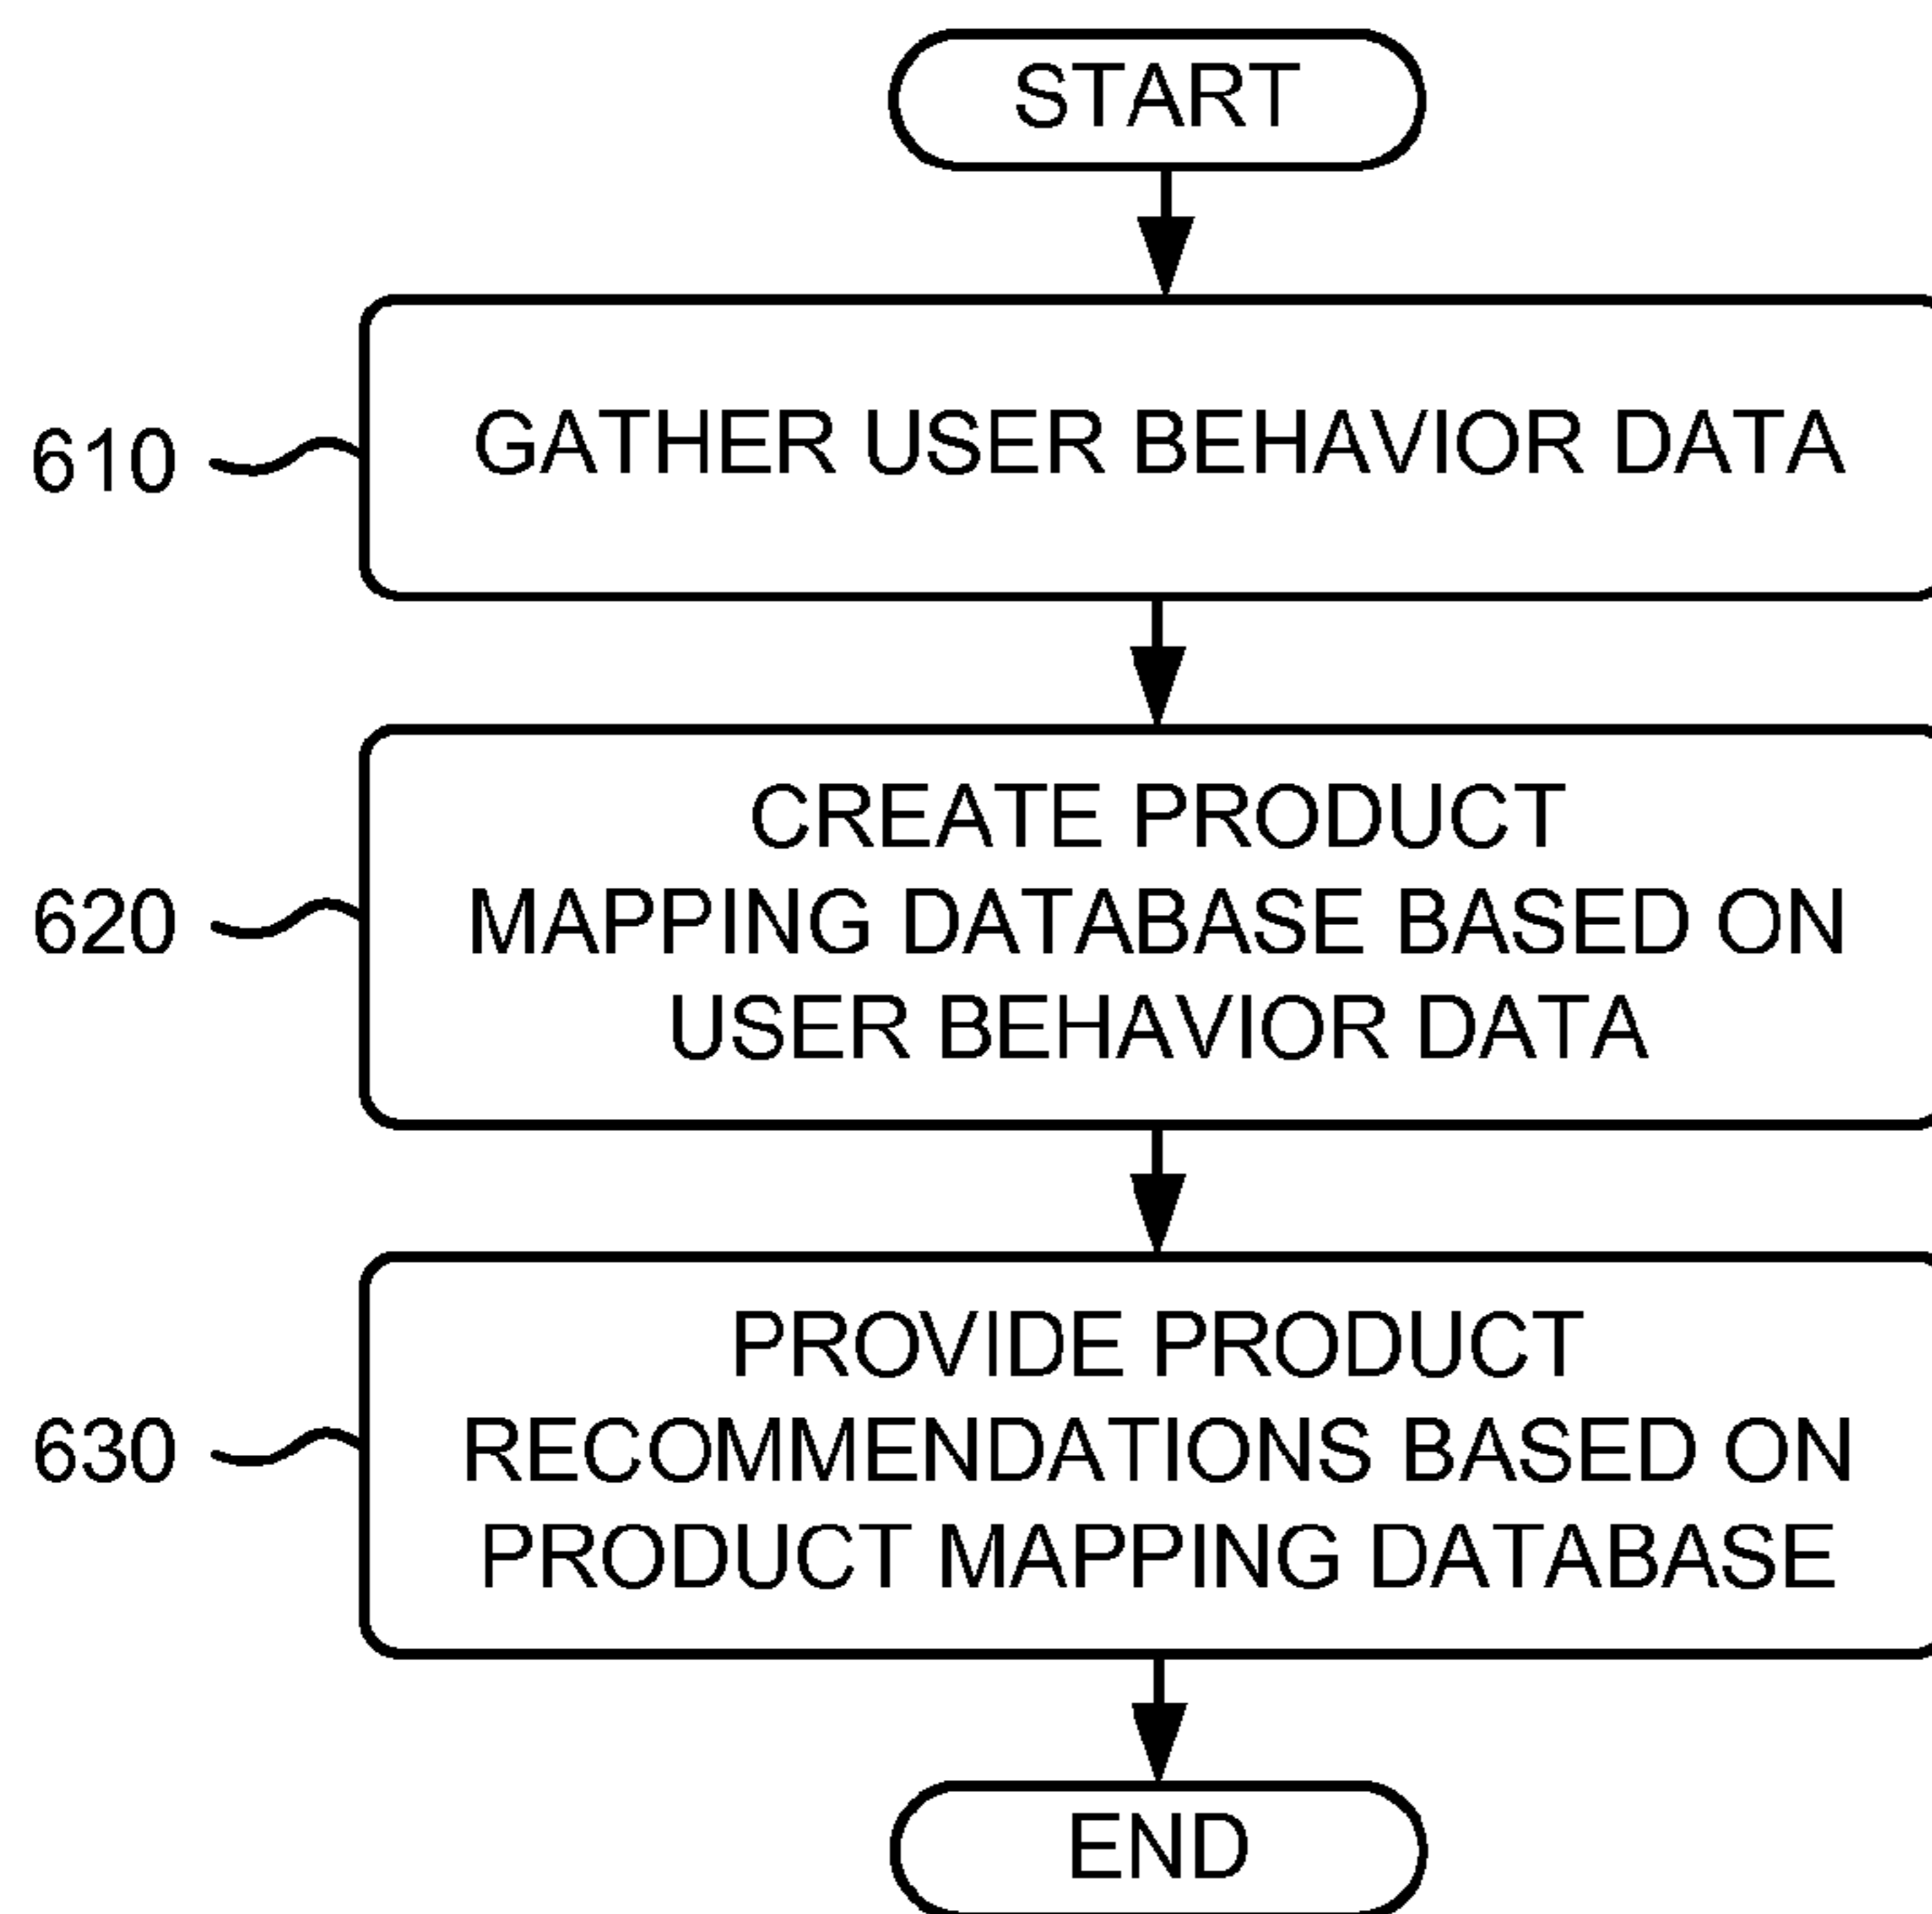 START
610
GATHER USER BEHAVIOR DATA
620
CREATE PRODUCT
MAPPING DATABASE BASED ON
USER BEHAVIOR DATA
630
PROVIDE PRODUCT
RECOMMENDATIONS BASED ON
PRODUCT MAPPING DATABASE
END